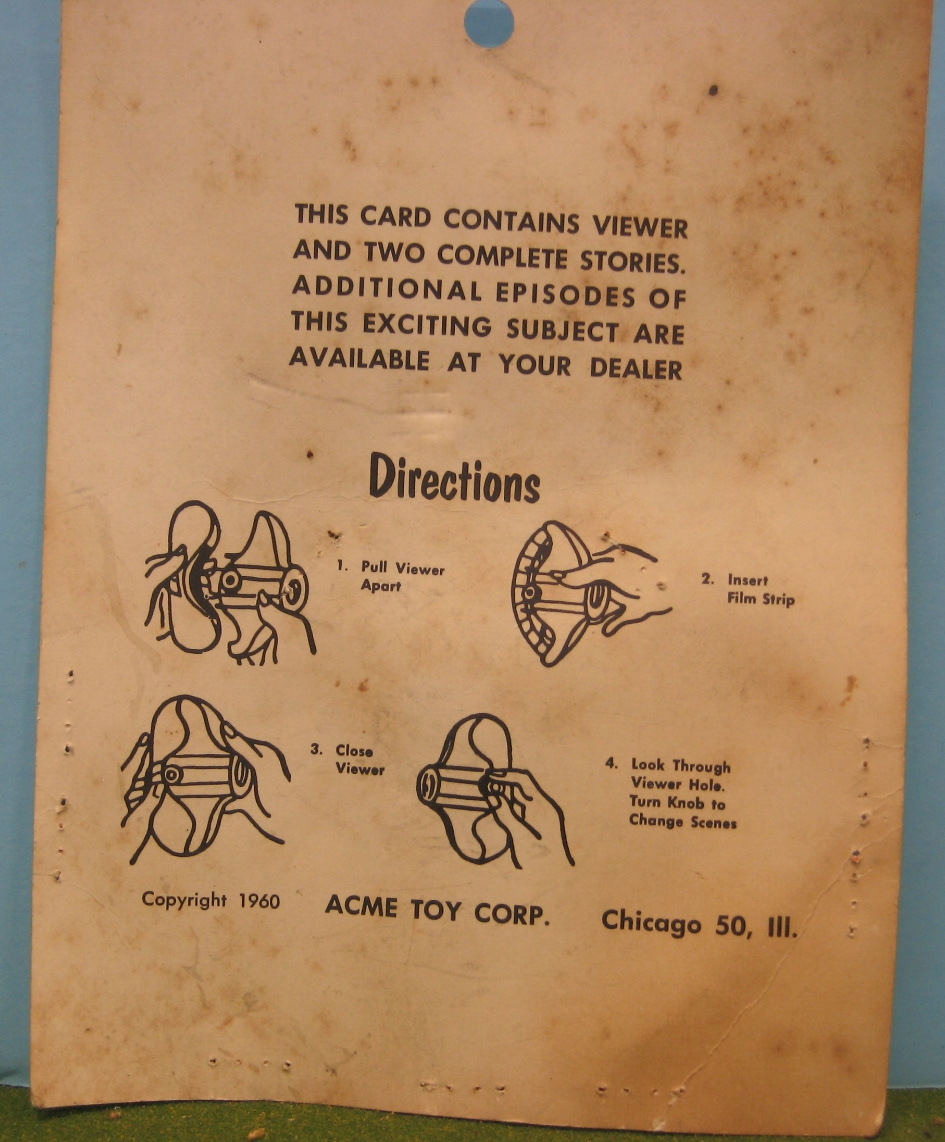 THIS CARD CONTAINS VIEWER
AND TWO COMPLETE STORIES.
ADDITIONAL EPISODES OF
THIS EXCITING SUBJECT ARE
AVAILABLE AT YOUR DEALER
Directions
1. Pull Viewer
Apart
2. Insert
Film Strip
3. Close
Viewer
4. Look Through
Viewer Hole.
Turn Knob to
Change Scenes
Copyright 1960 ACME TOY CORP. Chicago 50, Ill.